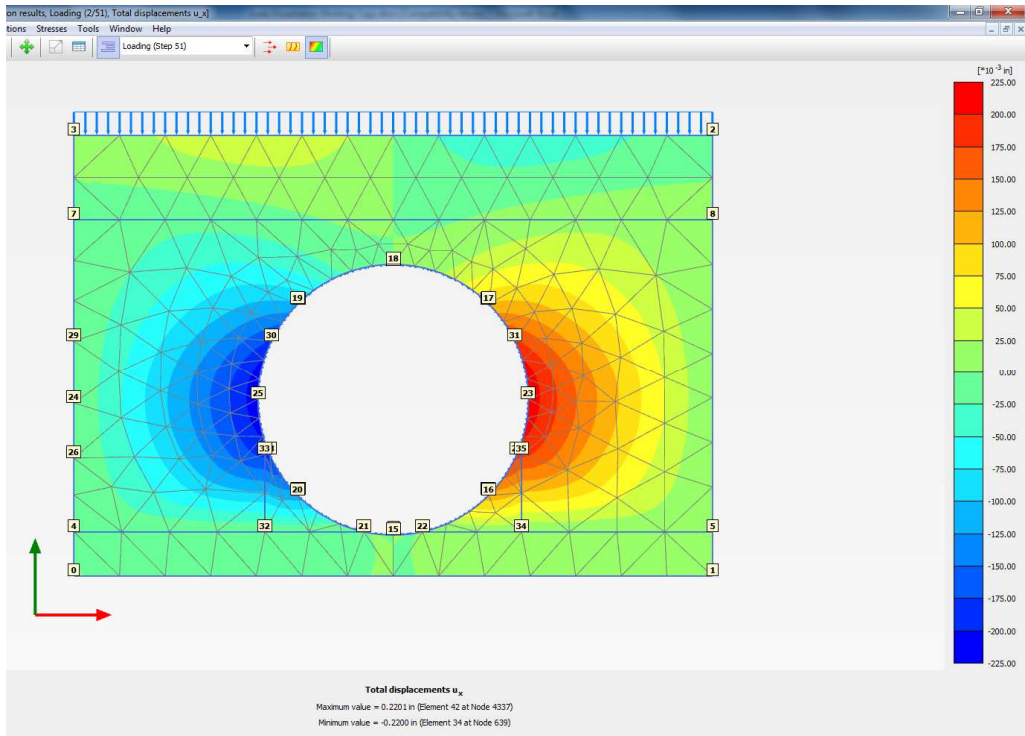 on results, Loading (2/51), Total displacements u_x]
tions Stresses Tools Window Help
Loading (Step 51)
[*10 -3 in]
225.00
200.00
175.00
150.00
125.00
100.00
75.00
50.00
25.00
0.00
-25.00
-50.00
-75.00
-100.00
-125.00
-150.00
-175.00
-200.00
-225.00
3 2
7 8
18
19 17
29 30 31
24 25 23
26 33 35
20 16
4 32 21 15 22 34 5
0 1
Total displacements ux
Maximum value = 0.2201 in (Element 42 at Node 4337)
Minimum value = -0.2200 in (Element 34 at Node 639)